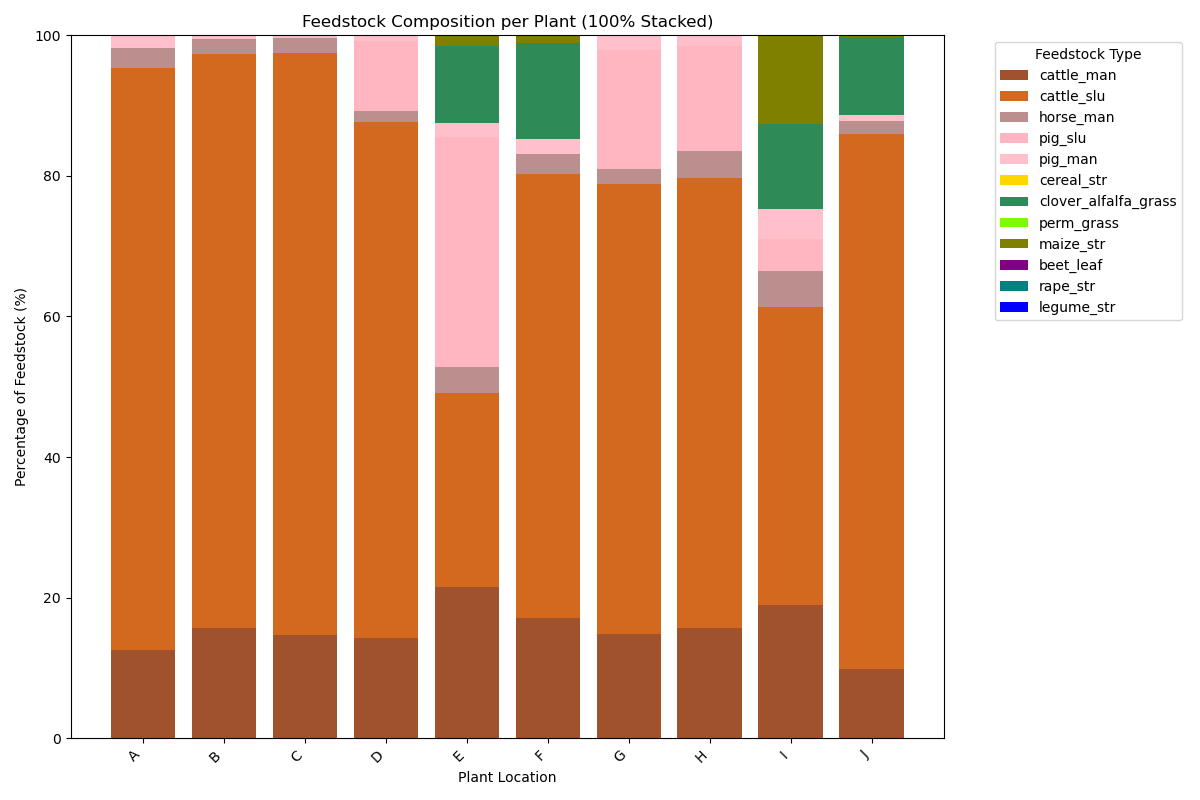 Feedstock Composition per Plant (100% Stacked)
Percentage of Feedstock (%)
100
80
60
40
20
0
A B C D E F G H I J
Plant Location
Feedstock Type
cattle_man
cattle_slu
horse_man
pig_slu
pig_man
cereal_str
clover_alfalfa_grass
perm_grass
maize_str
beet_leaf
rape_str
legume_str